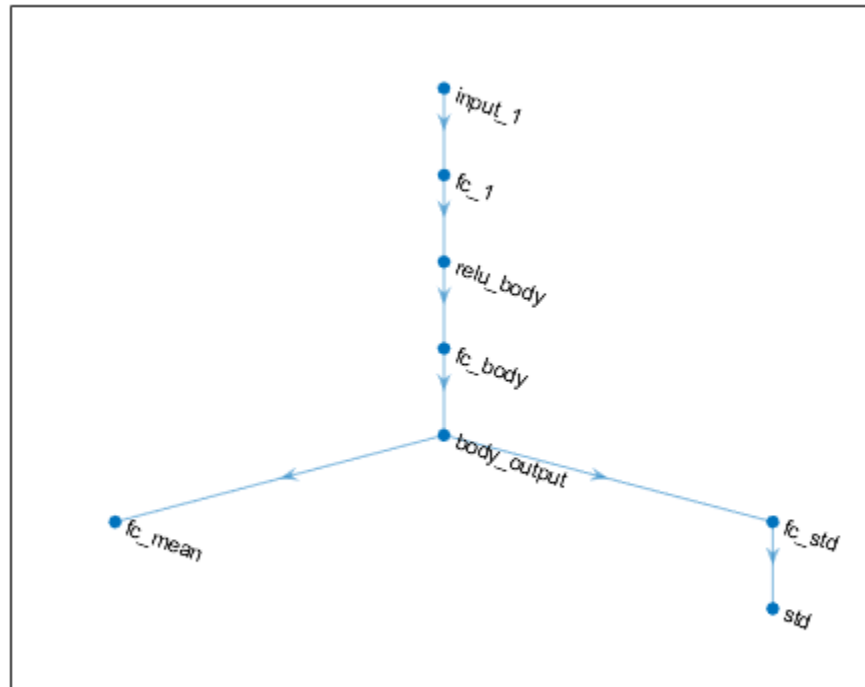 input_1
fc_1
relu_body
fc_body
body_output
fc_mean
fc_std
std